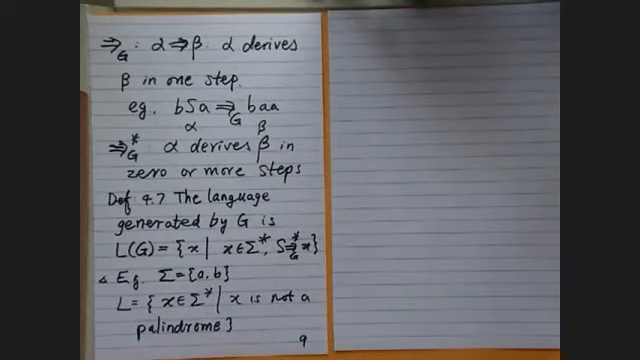 ⇒G : α ⇒ β : α derives
β in one step.
eg. bSa ⇒G baa
α β
⇒*G : α derives β in
zero or more steps
Def 4.7 The language
generated by G is
L(G) = {x | x ∈ Σ*, S ⇒*G x}
△ E.g. Σ = {a.b}
L = { x ∈ Σ* | x is not a
palindrome }
9